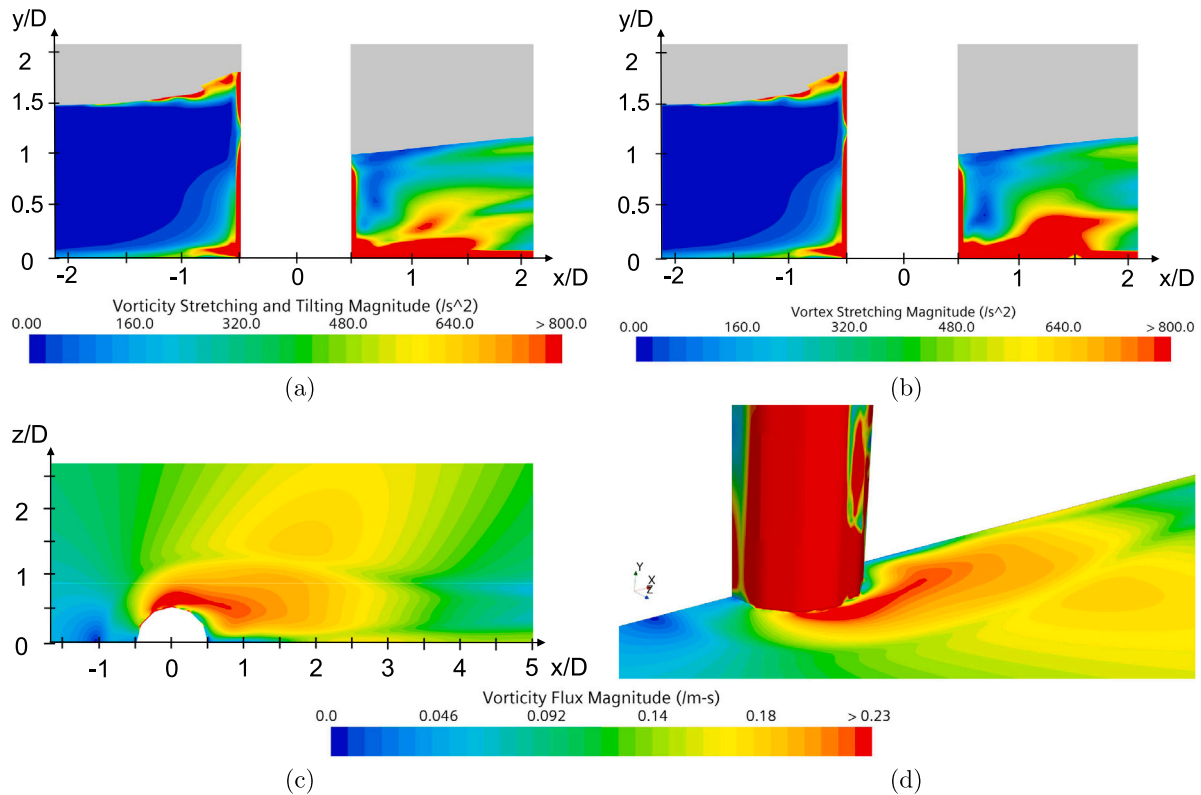 y/D
2
1.5
1
0.5
0
-2 -1 0 1 2 x/D
Vorticity Stretching and Tilting Magnitude (/s^2)
0.00 160.0 320.0 480.0 640.0 > 800.0
(a)
y/D
2
1.5
1
0.5
0
-2 -1 0 1 2 x/D
Vortex Stretching Magnitude (/s^2)
0.00 160.0 320.0 480.0 640.0 > 800.0
(b)
z/D
2
1
0
-1 0 1 2 3 4 5 x/D
Y
X
Z
Vorticity Flux Magnitude (/m-s)
0.0 0.046 0.092 0.14 0.18 > 0.23
(c)
(d)